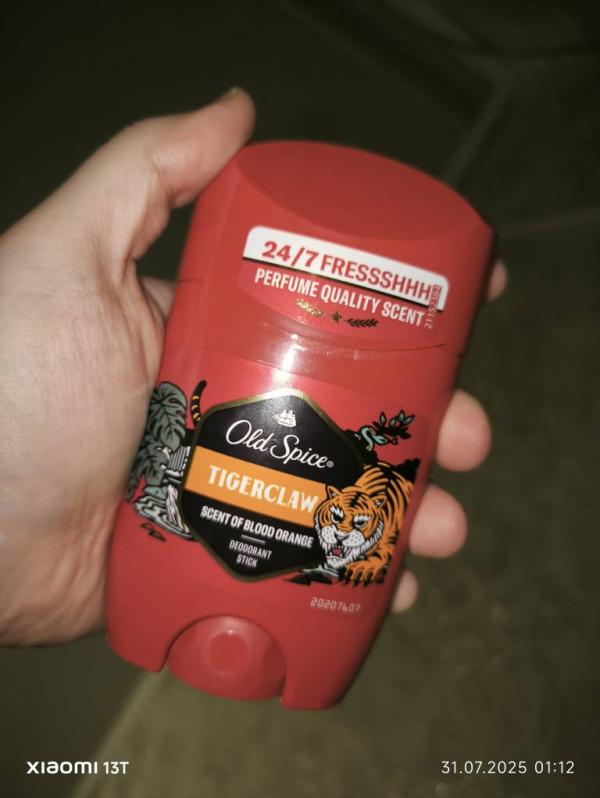 24/7 FRESSSHHH
PERFUME QUALITY SCENT
Old Spice®
TIGERCLAW
SCENT OF BLOOD ORANGE
DEODORANT
STICK
20207607
XIAOMI 13T
31.07.2025 01:12